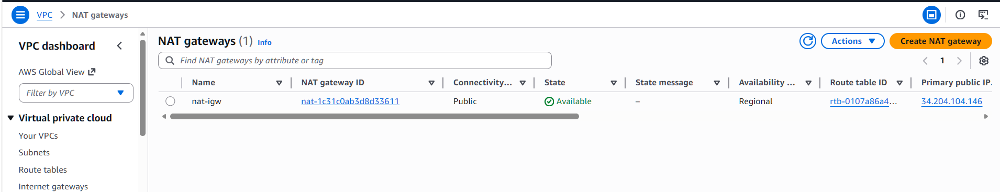 VPC > NAT gateways
VPC dashboard
AWS Global View
Filter by VPC
Virtual private cloud
Your VPCs
Subnets
Route tables
Internet gateways
NAT gateways (1) Info
Actions
Create NAT gateway
Find NAT gateways by attribute or tag
1
Name NAT gateway ID Connectivity... State State message Availability ... Route table ID Primary public IP.
nat-igw nat-1c31c0ab3d8d33611 Public Available – Regional rtb-0107a86a4... 34.204.104.146